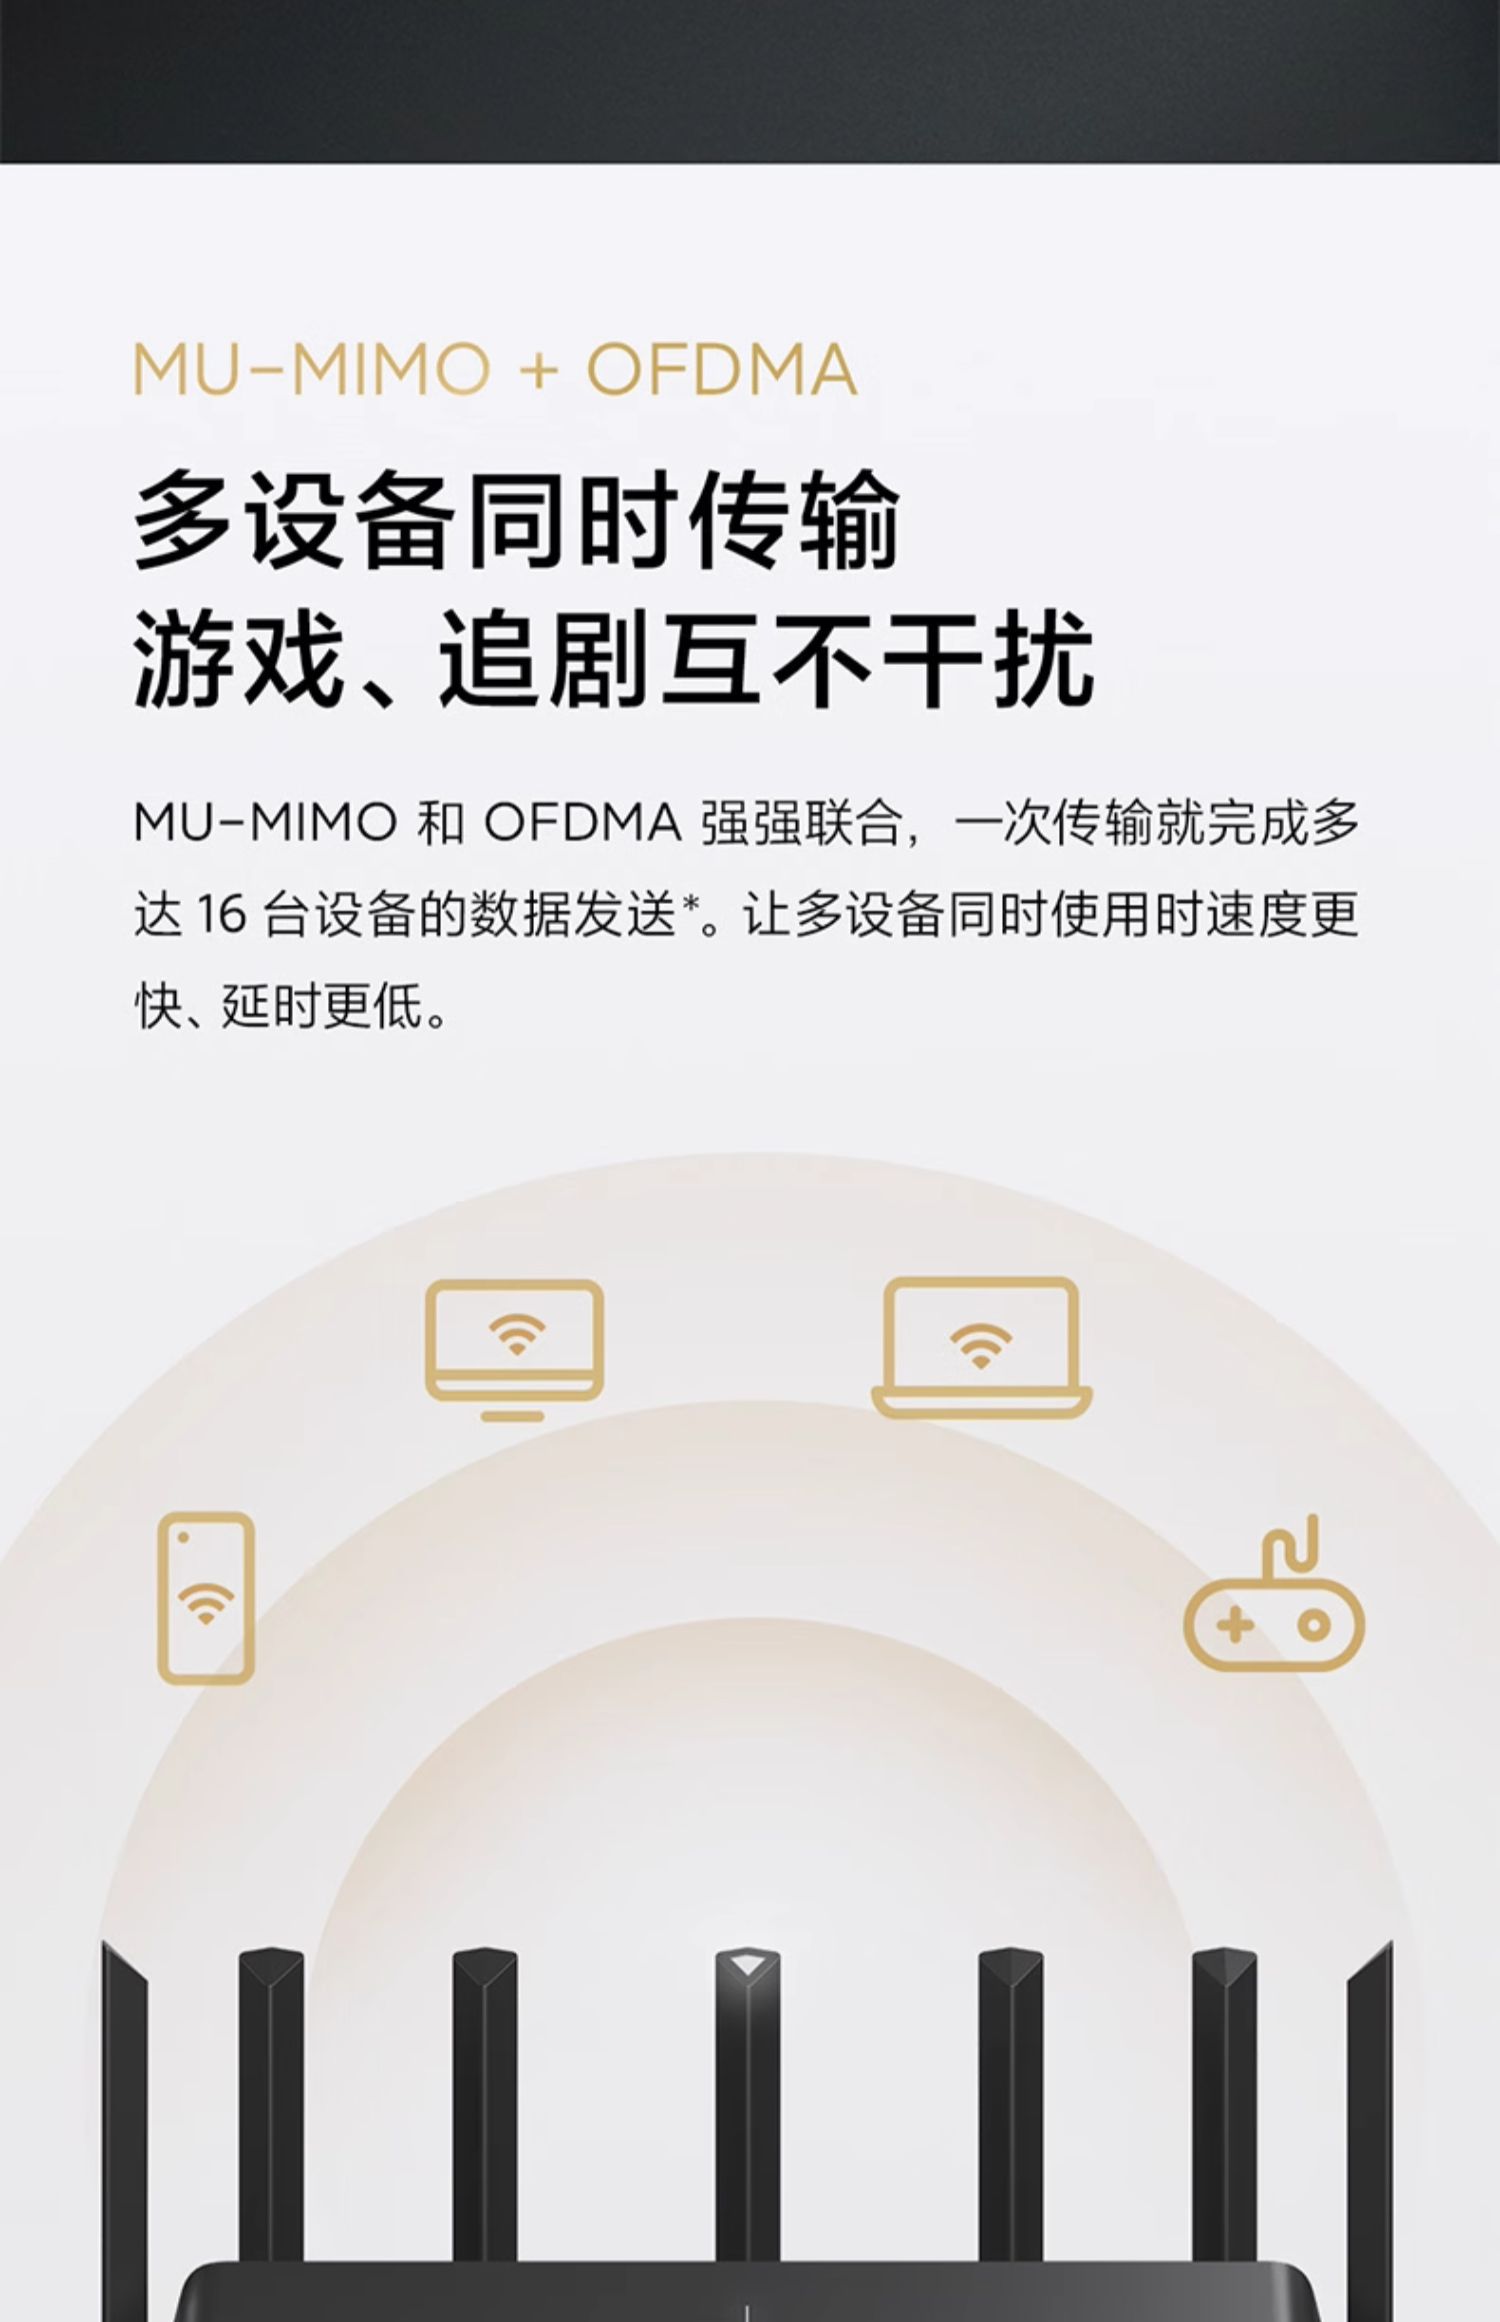 MU-MIMO + OFDMA
多设备同时传输
游戏、追剧互不干扰
MU-MIMO 和 OFDMA 强强联合，一次传输就完成多
达 16 台设备的数据发送*。让多设备同时使用时速度更
快、延时更低。